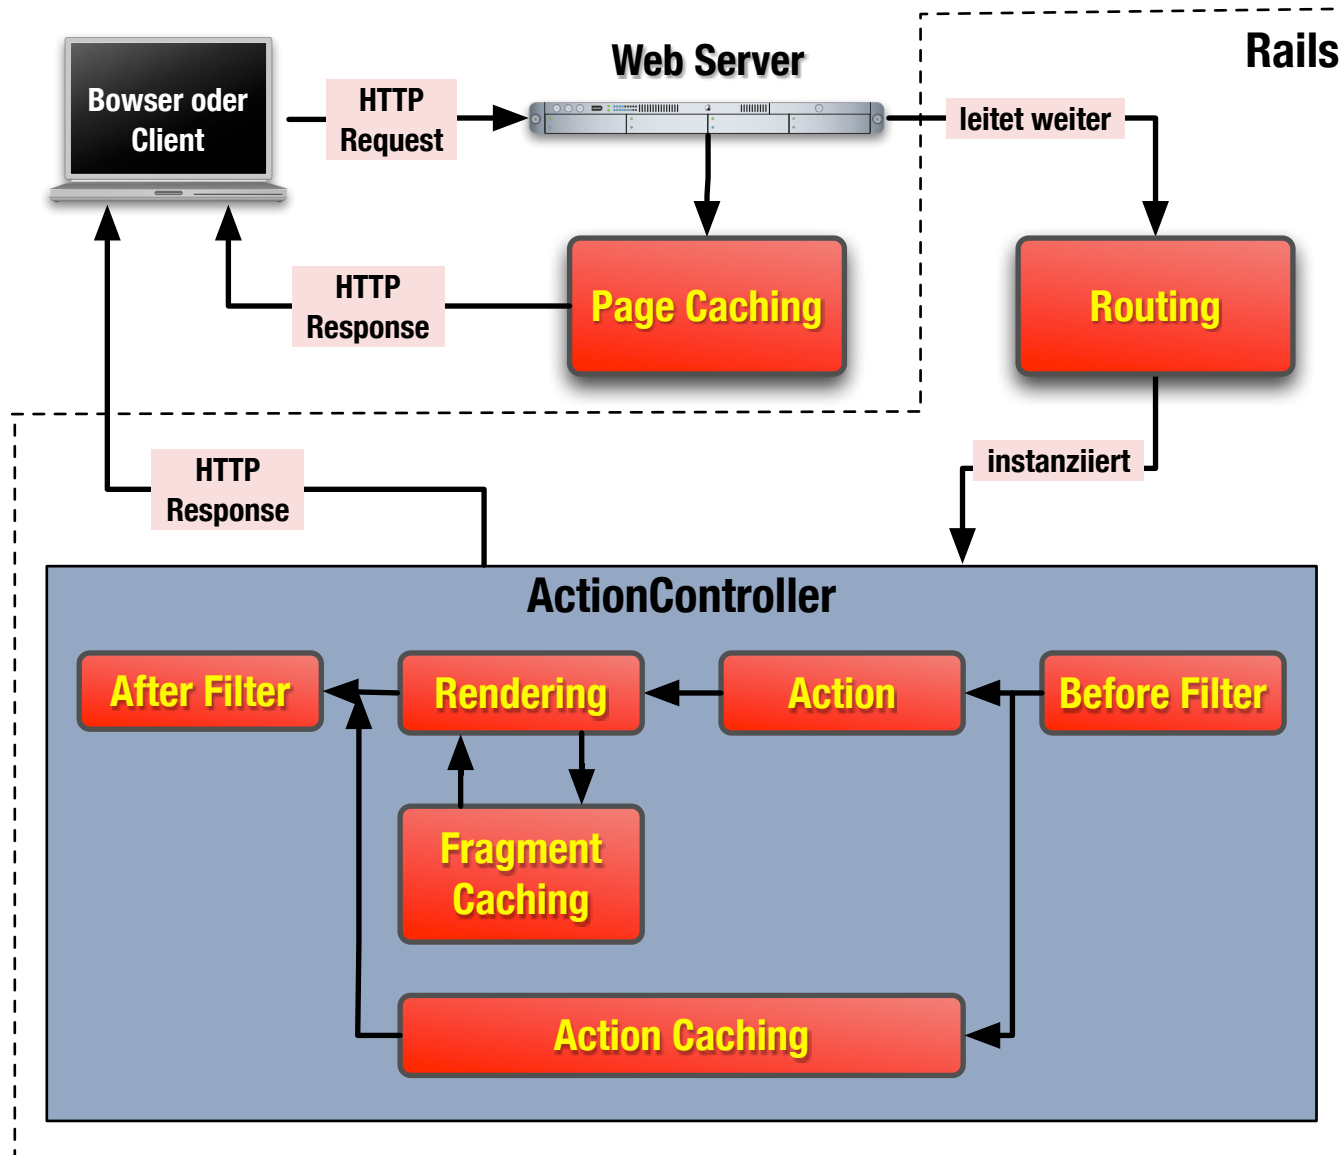 Rails
Web Server
Bowser oder
Client
HTTP
Request
leitet weiter
HTTP
Response
Page Caching
Routing
HTTP
Response
instanziiert
ActionController
After Filter
Rendering
Action
Before Filter
Fragment
Caching
Action Caching